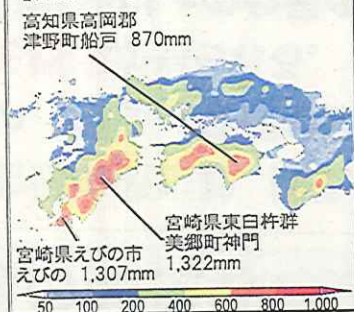 高知県高岡郡
津野町船戸 870mm
宮崎県東臼杵群
美郷町神門
1,322mm
宮崎県えびの市
えびの 1,307mm
50 100 200 400 600 800 1,000